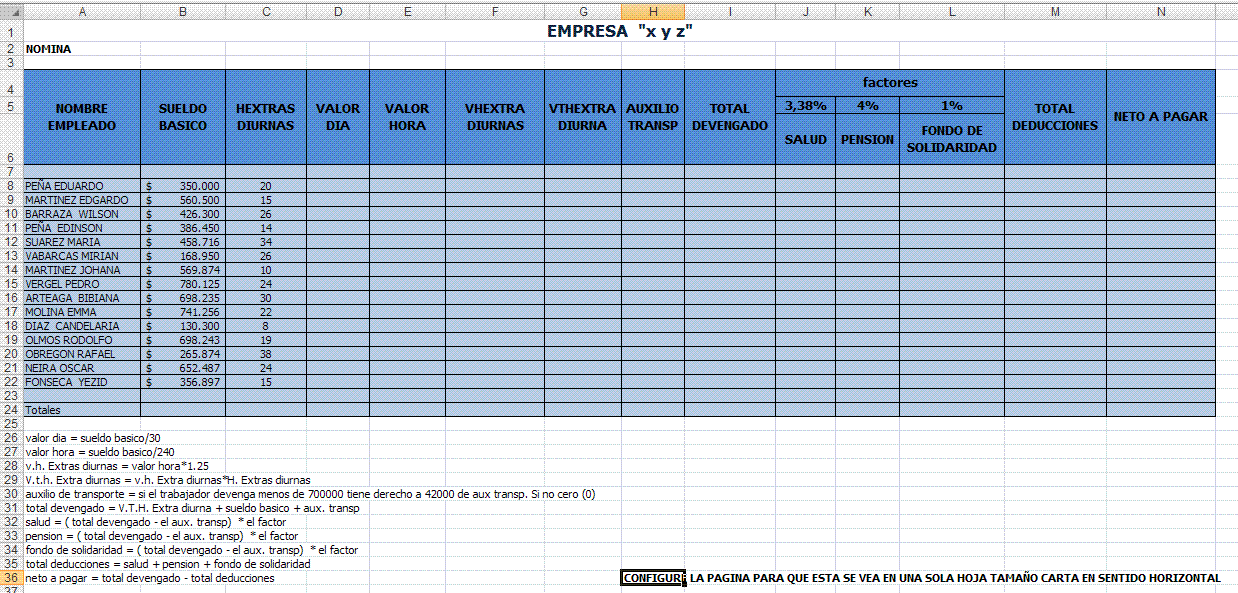 A B C D E F G H I J K L M N
1 EMPRESA "x y z"
2 NOMINA
3
4 factores
5 3,38% 4% 1%
6 NOMBRE EMPLEADO SUELDO BASICO HEXTRAS DIURNAS VALOR DIA VALOR HORA VHEXTRA DIURNAS VTHEXTRA DIURNA AUXILIO TRANSP TOTAL DEVENGADO SALUD PENSION FONDO DE SOLIDARIDAD TOTAL DEDUCCIONES NETO A PAGAR
7
8 PEÑA EDUARDO $ 350.000 20
9 MARTINEZ EDGARDO $ 560.500 15
10 BARRAZA WILSON $ 426.300 26
11 PEÑA EDINSON $ 386.450 14
12 SUAREZ MARIA $ 458.716 34
13 VABARCAS MIRIAN $ 168.950 26
14 MARTINEZ JOHANA $ 569.874 10
15 VERGEL PEDRO $ 780.125 24
16 ARTEAGA BIBIANA $ 698.235 30
17 MOLINA EMMA $ 741.256 22
18 DIAZ CANDELARIA $ 130.300 8
19 OLMOS RODOLFO $ 698.243 19
20 OBREGON RAFAEL $ 265.874 38
21 NEIRA OSCAR $ 652.487 24
22 FONSECA YEZID $ 356.897 15
23
24 Totales
25
26 valor dia = sueldo basico/30
27 valor hora = sueldo basico/240
28 v.h. Extras diurnas = valor hora*1.25
29 V.t.h. Extra diurnas = v.h. Extra diurnas*H. Extras diurnas
30 auxilio de transporte = si el trabajador devenga menos de 700000 tiene derecho a 42000 de aux transp. Si no cero (0)
31 total devengado = V.T.H. Extra diurna + sueldo basico + aux. transp
32 salud = ( total devengado - el aux. transp) * el factor
33 pension = ( total devengado - el aux. transp) * el factor
34 fondo de solidaridad = ( total devengado - el aux. transp) * el factor
35 total deducciones = salud + pension + fondo de solidaridad
36 neto a pagar = total devengado - total deducciones CONFIGURE LA PAGINA PARA QUE ESTA SE VEA EN UNA SOLA HOJA TAMAÑO CARTA EN SENTIDO HORIZONTAL
37